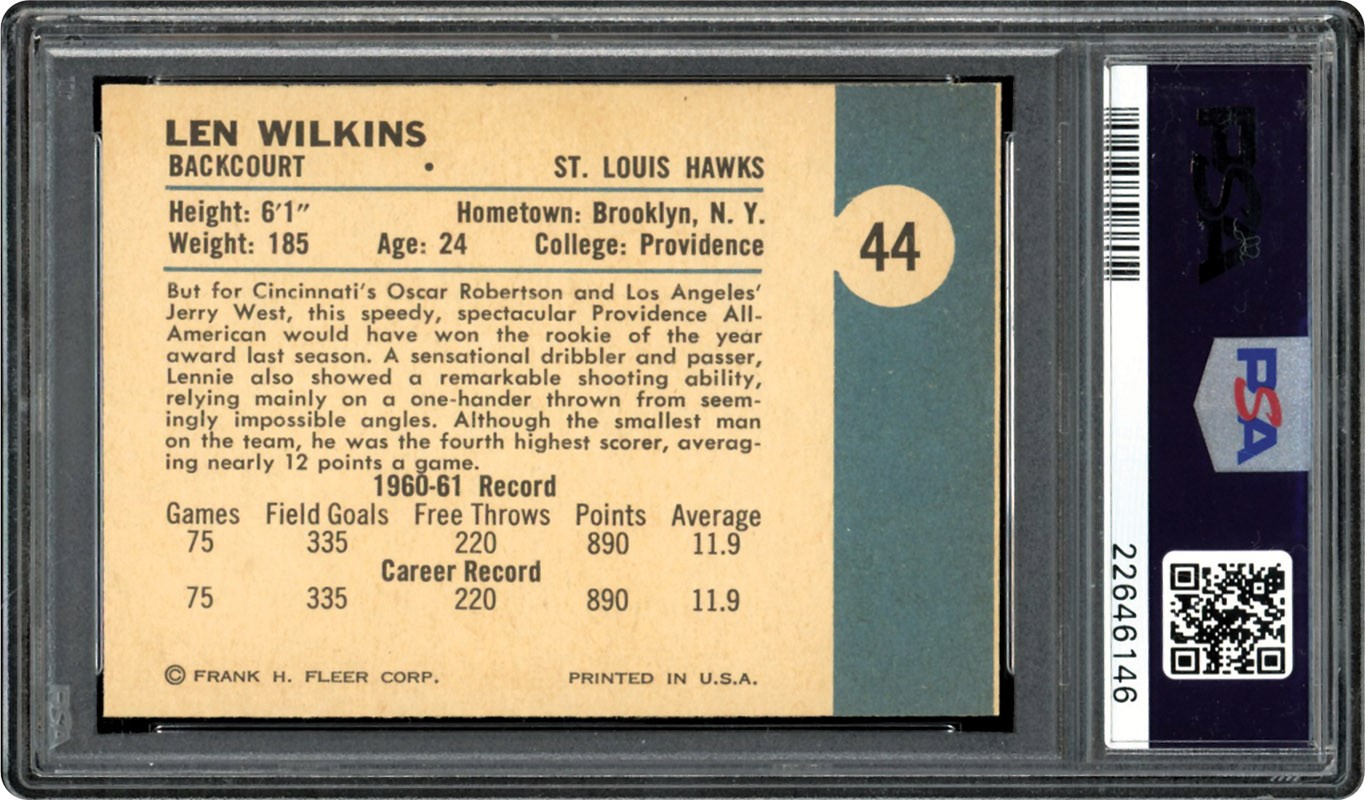 LEN WILKINS
BACKCOURT • ST. LOUIS HAWKS
Height: 6'1" Hometown: Brooklyn, N. Y.
Weight: 185 Age: 24 College: Providence
44
But for Cincinnati's Oscar Robertson and Los Angeles'
Jerry West, this speedy, spectacular Providence All-
American would have won the rookie of the year
award last season. A sensational dribbler and passer,
Lennie also showed a remarkable shooting ability,
relying mainly on a one-hander thrown from seem-
ingly impossible angles. Although the smallest man
on the team, he was the fourth highest scorer, averag-
ing nearly 12 points a game.
1960-61 Record
Games Field Goals Free Throws Points Average
75 335 220 890 11.9
Career Record
75 335 220 890 11.9
© FRANK H. FLEER CORP. PRINTED IN U.S.A.
PSA
PSA
22646146
PSA